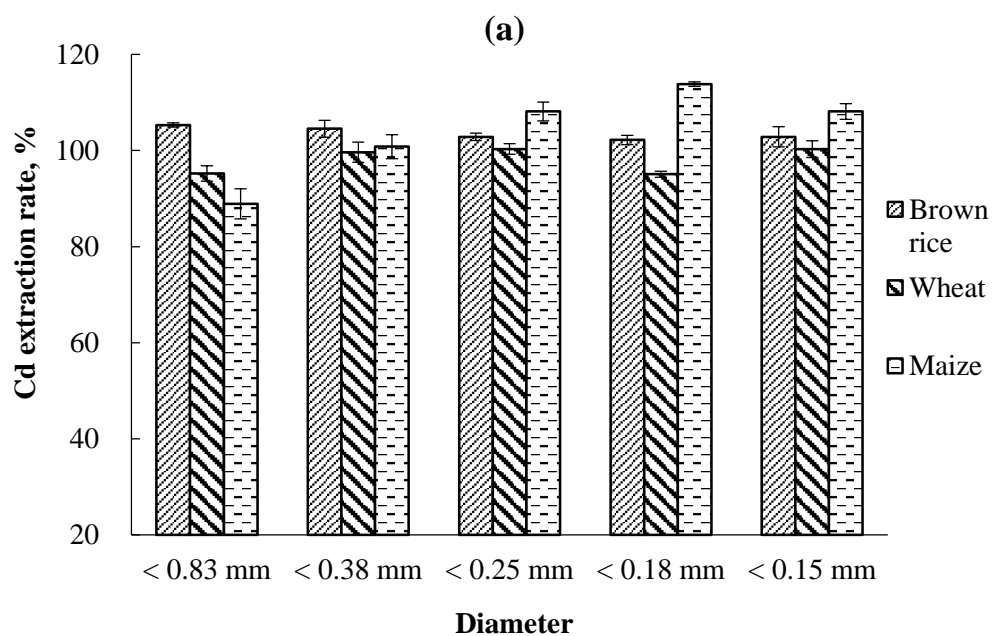 (a)
120
100
80
60
40
20
Cd extraction rate, %
< 0.83 mm
< 0.38 mm
< 0.25 mm
< 0.18 mm
< 0.15 mm
Diameter
Brown
rice
Wheat
Maize